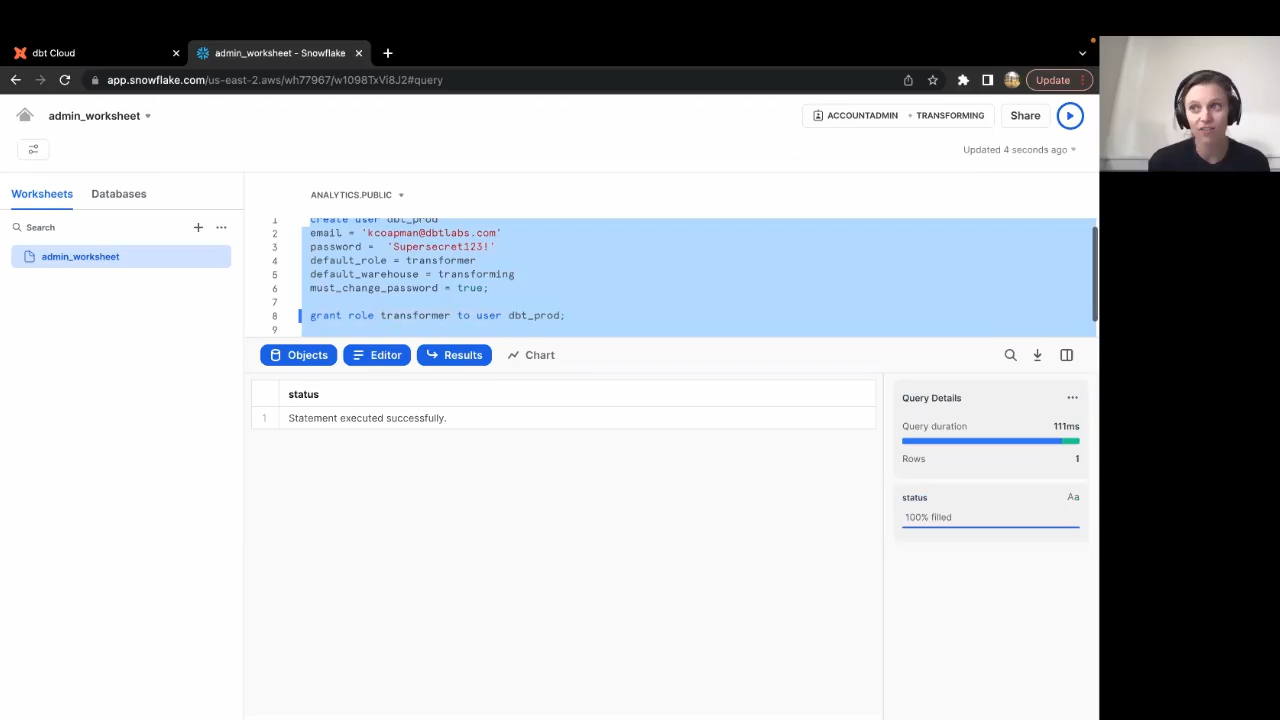 dbt Cloud
admin_worksheet - Snowflake
app.snowflake.com/us-east-2.aws/wh77967/w1098TxVi8J2#query
Update
admin_worksheet
ACCOUNTADMIN • TRANSFORMING
Share
Updated 4 seconds ago
Worksheets
Databases
Search
admin_worksheet
ANALYTICS.PUBLIC
1 create user dbt_prod
2 email = 'kcoapman@dbtlabs.com'
3 password = 'Supersecret123!'
4 default_role = transformer
5 default_warehouse = transforming
6 must_change_password = true;
7
8 grant role transformer to user dbt_prod;
9
Objects
Editor
Results
Chart
status
1 Statement executed successfully.
Query Details
Query duration 111ms
Rows 1
status Aa
100% filled